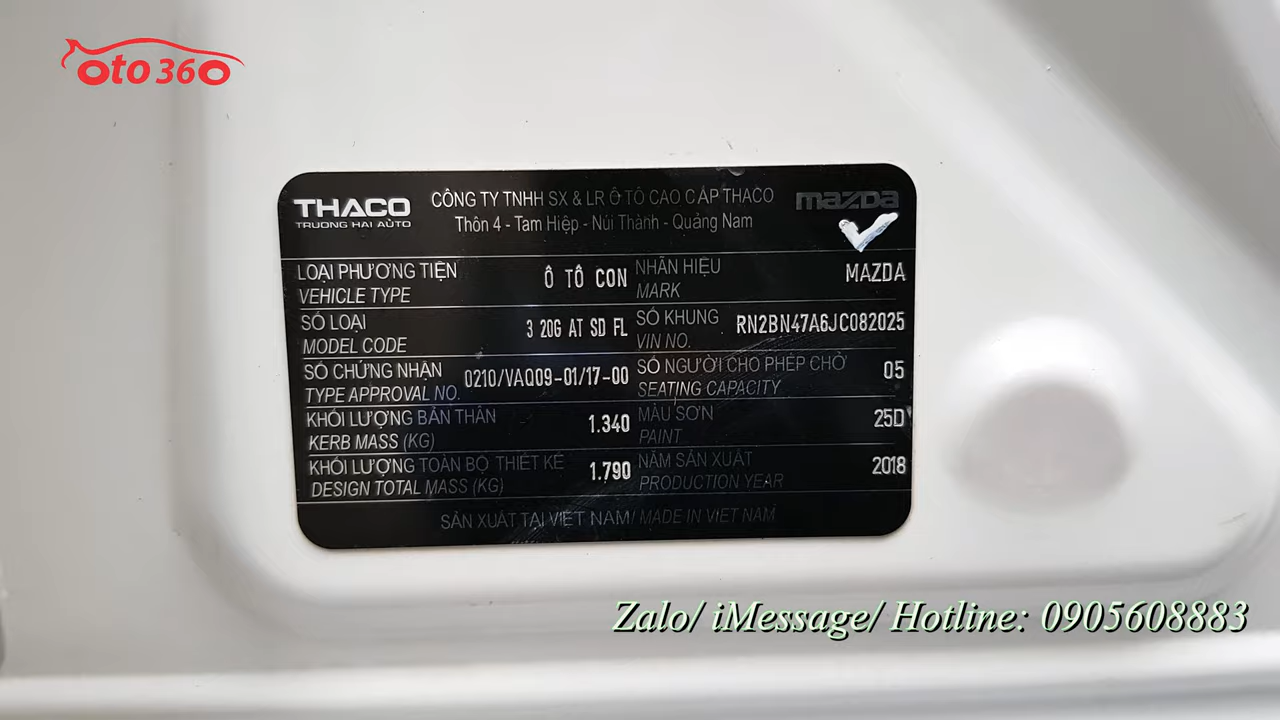 oto 360
THACO
TRUONG HAI AUTO
CÔNG TY TNHH SX & LR Ô TÔ CAO CẤP THACO
Thôn 4 - Tam Hiệp - Núi Thành - Quảng Nam
mazda
LOẠI PHƯƠNG TIỆN
VEHICLE TYPE
Ô TÔ CON
NHÃN HIỆU
MARK
MAZDA
SỐ LOẠI
MODEL CODE
3 20G AT SD FL
SỐ KHUNG
VIN NO.
RN2BN47A6JC082025
SỐ CHỨNG NHẬN
TYPE APPROVAL NO.
0210/VAQ09-01/17-00
SỐ NGƯỜI CHO PHÉP CHỞ
SEATING CAPACITY
05
KHỐI LƯỢNG BẢN THÂN
KERB MASS (KG)
1.340
MÀU SƠN
PAINT
25D
KHỐI LƯỢNG TOÀN BỘ THIẾT KẾ
DESIGN TOTAL MASS (KG)
1.790
NĂM SẢN XUẤT
PRODUCTION YEAR
2018
SẢN XUẤT TẠI VIỆT NAM/ MADE IN VIET NAM
Zalo/ iMessage/ Hotline: 0905608883